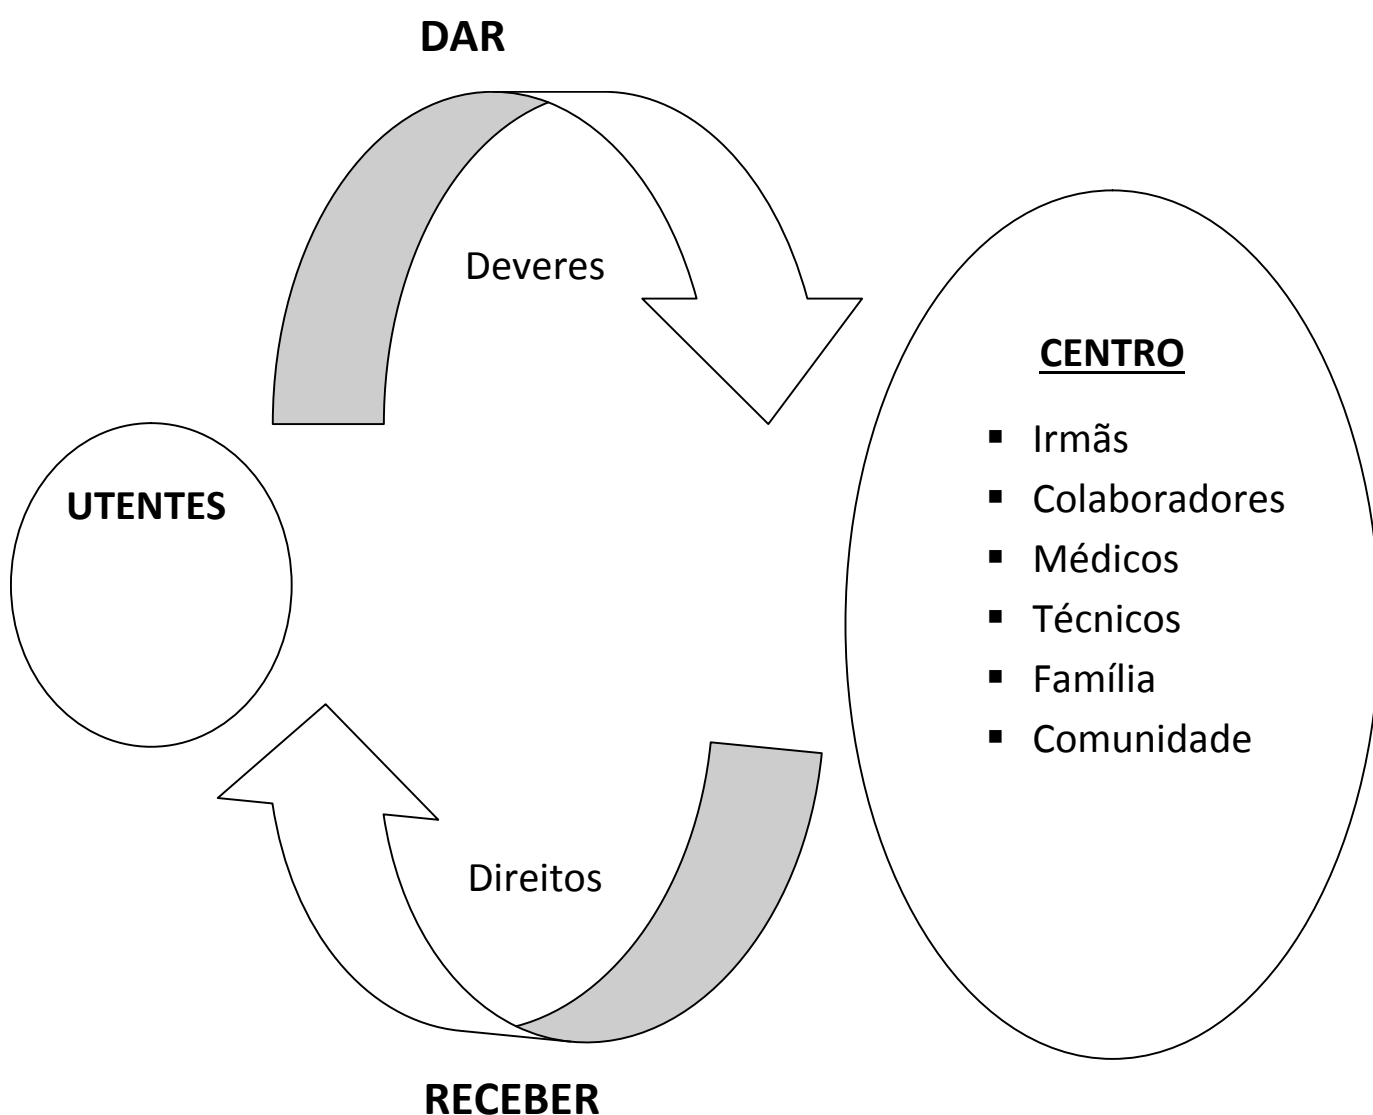 DAR
Deveres
UTENTES
CENTRO
▪ Irmãs
▪ Colaboradores
▪ Médicos
▪ Técnicos
▪ Família
▪ Comunidade
Direitos
RECEBER